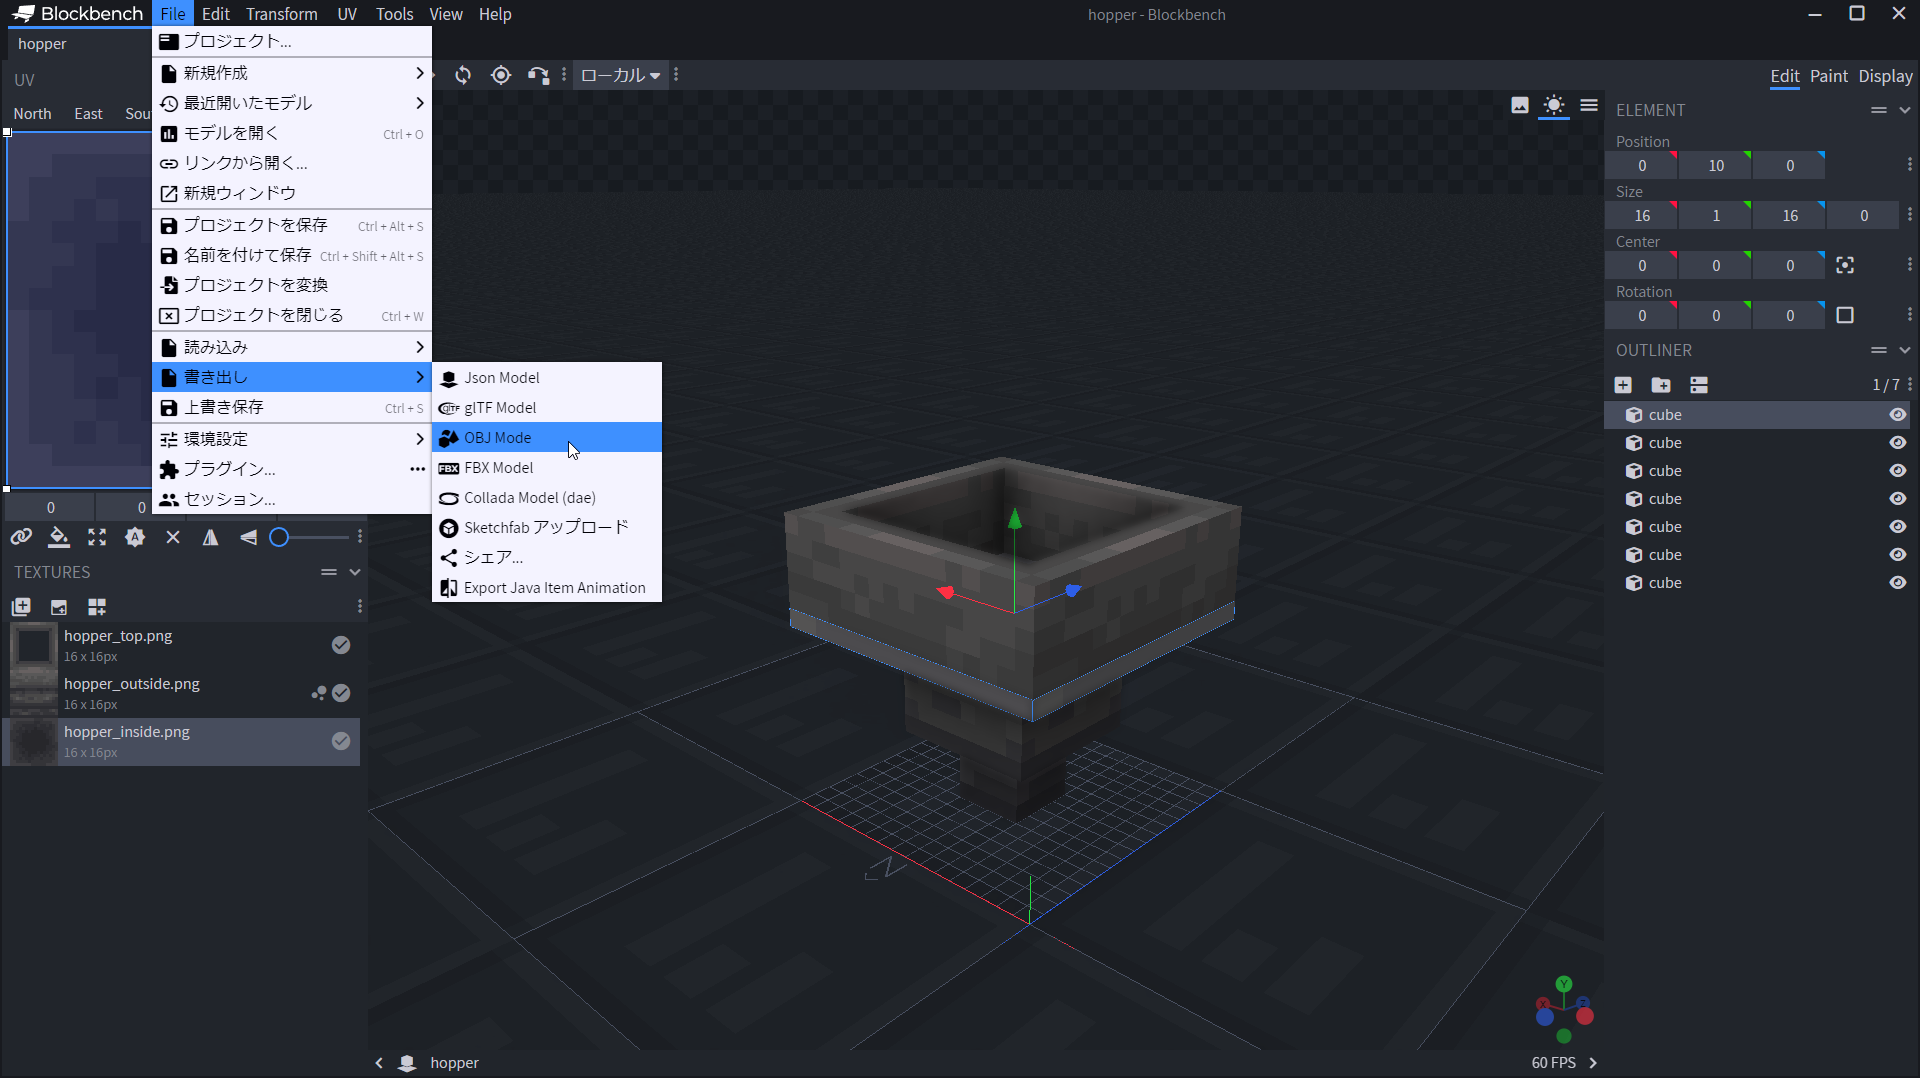 Blockbench File Edit Transform UV Tools View Help hopper - Blockbench
hopper
UV
North East Sou
プロジェクト...
新規作成
最近開いたモデル
モデルを開く Ctrl + O
リンクから開く...
新規ウィンドウ
プロジェクトを保存 Ctrl + Alt + S
名前を付けて保存 Ctrl + Shift + Alt + S
プロジェクトを変換
プロジェクトを閉じる Ctrl + W
読み込み
書き出し
上書き保存 Ctrl + S
環境設定
プラグイン...
セッション...
Json Model
glTF Model
OBJ Mode
FBX Model
Collada Model (dae)
Sketchfab アップロード
シェア...
Export Java Item Animation
ローカル
Edit Paint Display
ELEMENT
Position
0 10 0
Size
16 1 16 0
Center
0 0 0
Rotation
0 0 0
OUTLINER
1 / 7
cube
cube
cube
cube
cube
cube
cube
0 0
TEXTURES
hopper_top.png
16 x 16px
hopper_outside.png
16 x 16px
hopper_inside.png
16 x 16px
N
Y
X
Z
hopper
60 FPS